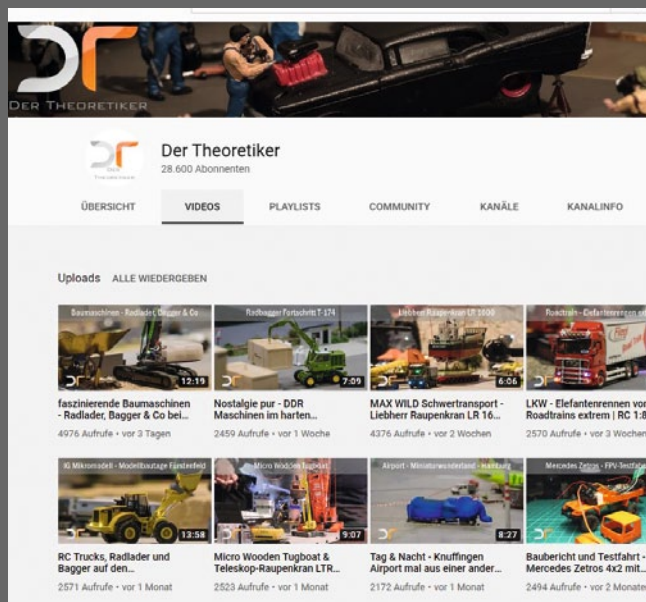 DER THEORETIKER
Der Theoretiker
28.600 Abonnenten
ÜBERSICHT VIDEOS PLAYLISTS COMMUNITY KANÄLE KANALINFO
Uploads ALLE WIEDERGEBEN
Baumaschinen - Radlader, Bagger & Co
Radbagger Fortschritt T-174
Liebherr Raupenkran LR 1600
Roadtrain - Elefantenrennen
12:19
7:09
6:06
faszinierende Baumaschinen
- Radlader, Bagger & Co bei...
4976 Aufrufe • vor 3 Tagen
Nostalgie pur - DDR
Maschinen im harten...
2459 Aufrufe • vor 1 Woche
MAX WILD Schwertransport -
Liebherr Raupenkran LR 16...
4376 Aufrufe • vor 2 Wochen
LKW - Elefantenrennen von
Roadtrains extrem | RC 1:8
2570 Aufrufe • vor 3 Wochen
IG Mikromodell - Modellbautage Fürstenfeld
Micro Wooden Tugboat
Airport - Miniaturwunderland - Hamburg
Mercedes Zetros - FPV-Testfahrt
13:58
9:07
8:27
RC Trucks, Radlader und
Bagger auf den...
2571 Aufrufe • vor 1 Monat
Micro Wooden Tugboat &
Teleskop-Raupenkran LTR...
2523 Aufrufe • vor 1 Monat
Tag & Nacht - Knuffingen
Airport mal aus einer ander...
2172 Aufrufe • vor 1 Monat
Baubericht und Testfahrt -
Mercedes Zetros 4x2 mit...
2494 Aufrufe • vor 2 Monaten